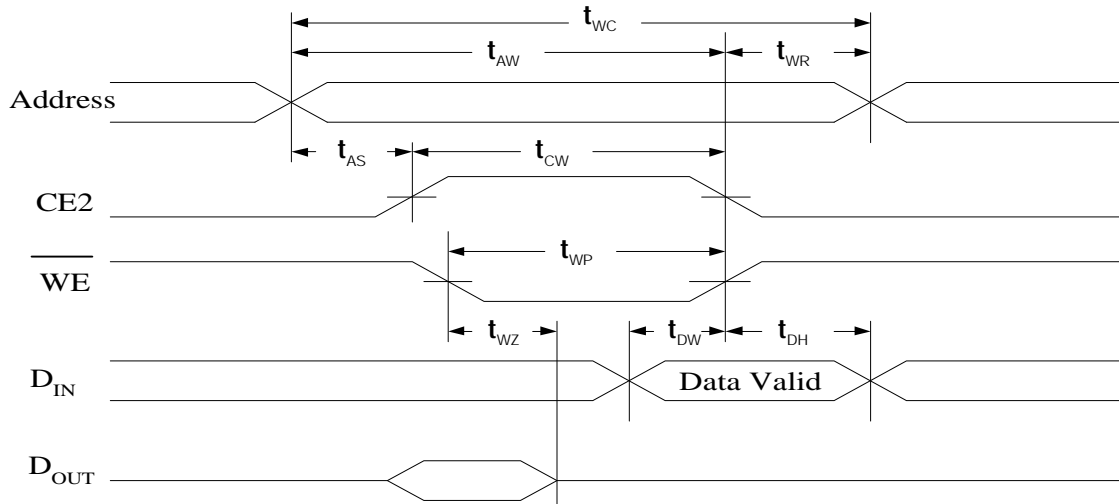 tWC
tAW tWR
Address
tAS tCW
CE2
WE
tWP
tWZ tDW tDH
DIN Data Valid
DOUT